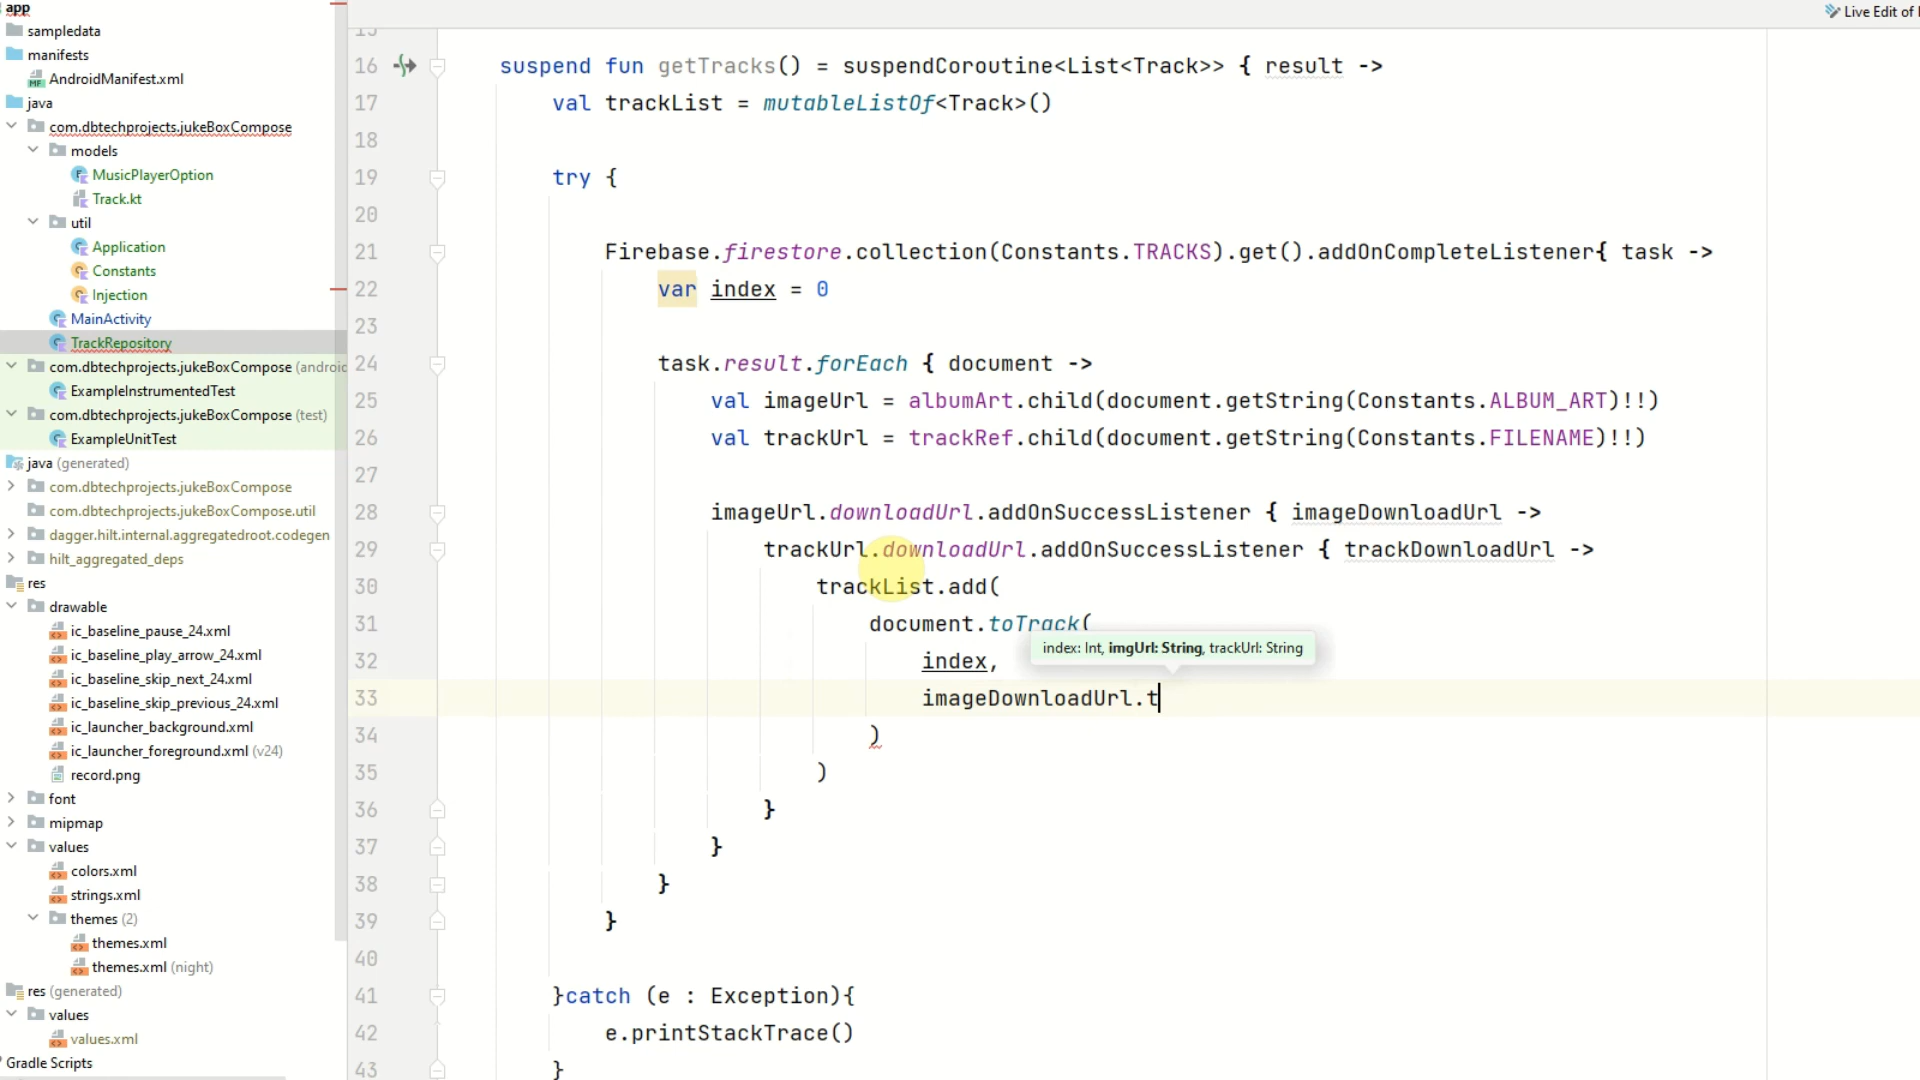 app
sampledata
manifests
AndroidManifest.xml
java
com.dbtechprojects.jukeBoxCompose
models
MusicPlayerOption
Track.kt
util
Application
Constants
Injection
MainActivity
TrackRepository
com.dbtechprojects.jukeBoxCompose (androic
ExampleInstrumentedTest
com.dbtechprojects.jukeBoxCompose (test)
ExampleUnitTest
java (generated)
com.dbtechprojects.jukeBoxCompose
com.dbtechprojects.jukeBoxCompose.util
dagger.hilt.internal.aggregatedroot.codegen
hilt_aggregated_deps
res
drawable
ic_baseline_pause_24.xml
ic_baseline_play_arrow_24.xml
ic_baseline_skip_next_24.xml
ic_baseline_skip_previous_24.xml
ic_launcher_background.xml
ic_launcher_foreground.xml (v24)
record.png
font
mipmap
values
colors.xml
strings.xml
themes (2)
themes.xml
themes.xml (night)
res (generated)
values
values.xml
Gradle Scripts
Live Edit of
15
16 suspend fun getTracks() = suspendCoroutine<List<Track>> { result ->
17 val trackList = mutableListOf<Track>()
18
19 try {
20
21 Firebase.firestore.collection(Constants.TRACKS).get().addOnCompleteListener{ task ->
22 var index = 0
23
24 task.result.forEach { document ->
25 val imageUrl = albumArt.child(document.getString(Constants.ALBUM_ART)!!)
26 val trackUrl = trackRef.child(document.getString(Constants.FILENAME)!!)
27
28 imageUrl.downloadUrl.addOnSuccessListener { imageDownloadUrl ->
29 trackUrl.downloadUrl.addOnSuccessListener { trackDownloadUrl ->
30 trackList.add(
31 document.toTrack(
index: Int, imgUrl: String, trackUrl: String
32 index,
33 imageDownloadUrl.t
34 )
35 )
36 }
37 }
38 }
39 }
40
41 }catch (e : Exception){
42 e.printStackTrace()
43 }